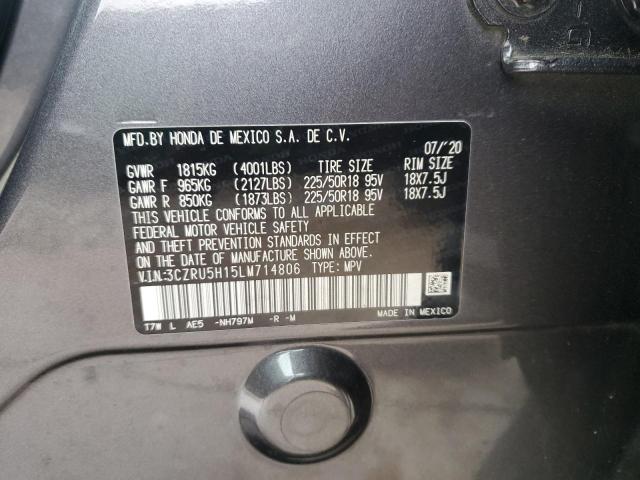 MFD.BY HONDA DE MEXICO S.A. DE C.V. 07/'20
GVWR 1815KG (4001LBS) TIRE SIZE RIM SIZE
GAWR F 965KG (2127LBS) 225/50R18 95V 18X7.5J
GAWR R 850KG (1873LBS) 225/50R18 95V 18X7.5J
THIS VEHICLE CONFORMS TO ALL APPLICABLE
FEDERAL MOTOR VEHICLE SAFETY
AND THEFT PREVENTION STANDARDS IN EFFECT
ON THE DATE OF MANUFACTURE SHOWN ABOVE.
V.I.N:3CZRU5H15LM714806 TYPE: MPV
T7W L AE5 -NH797M -R -M MADE IN MEXICO